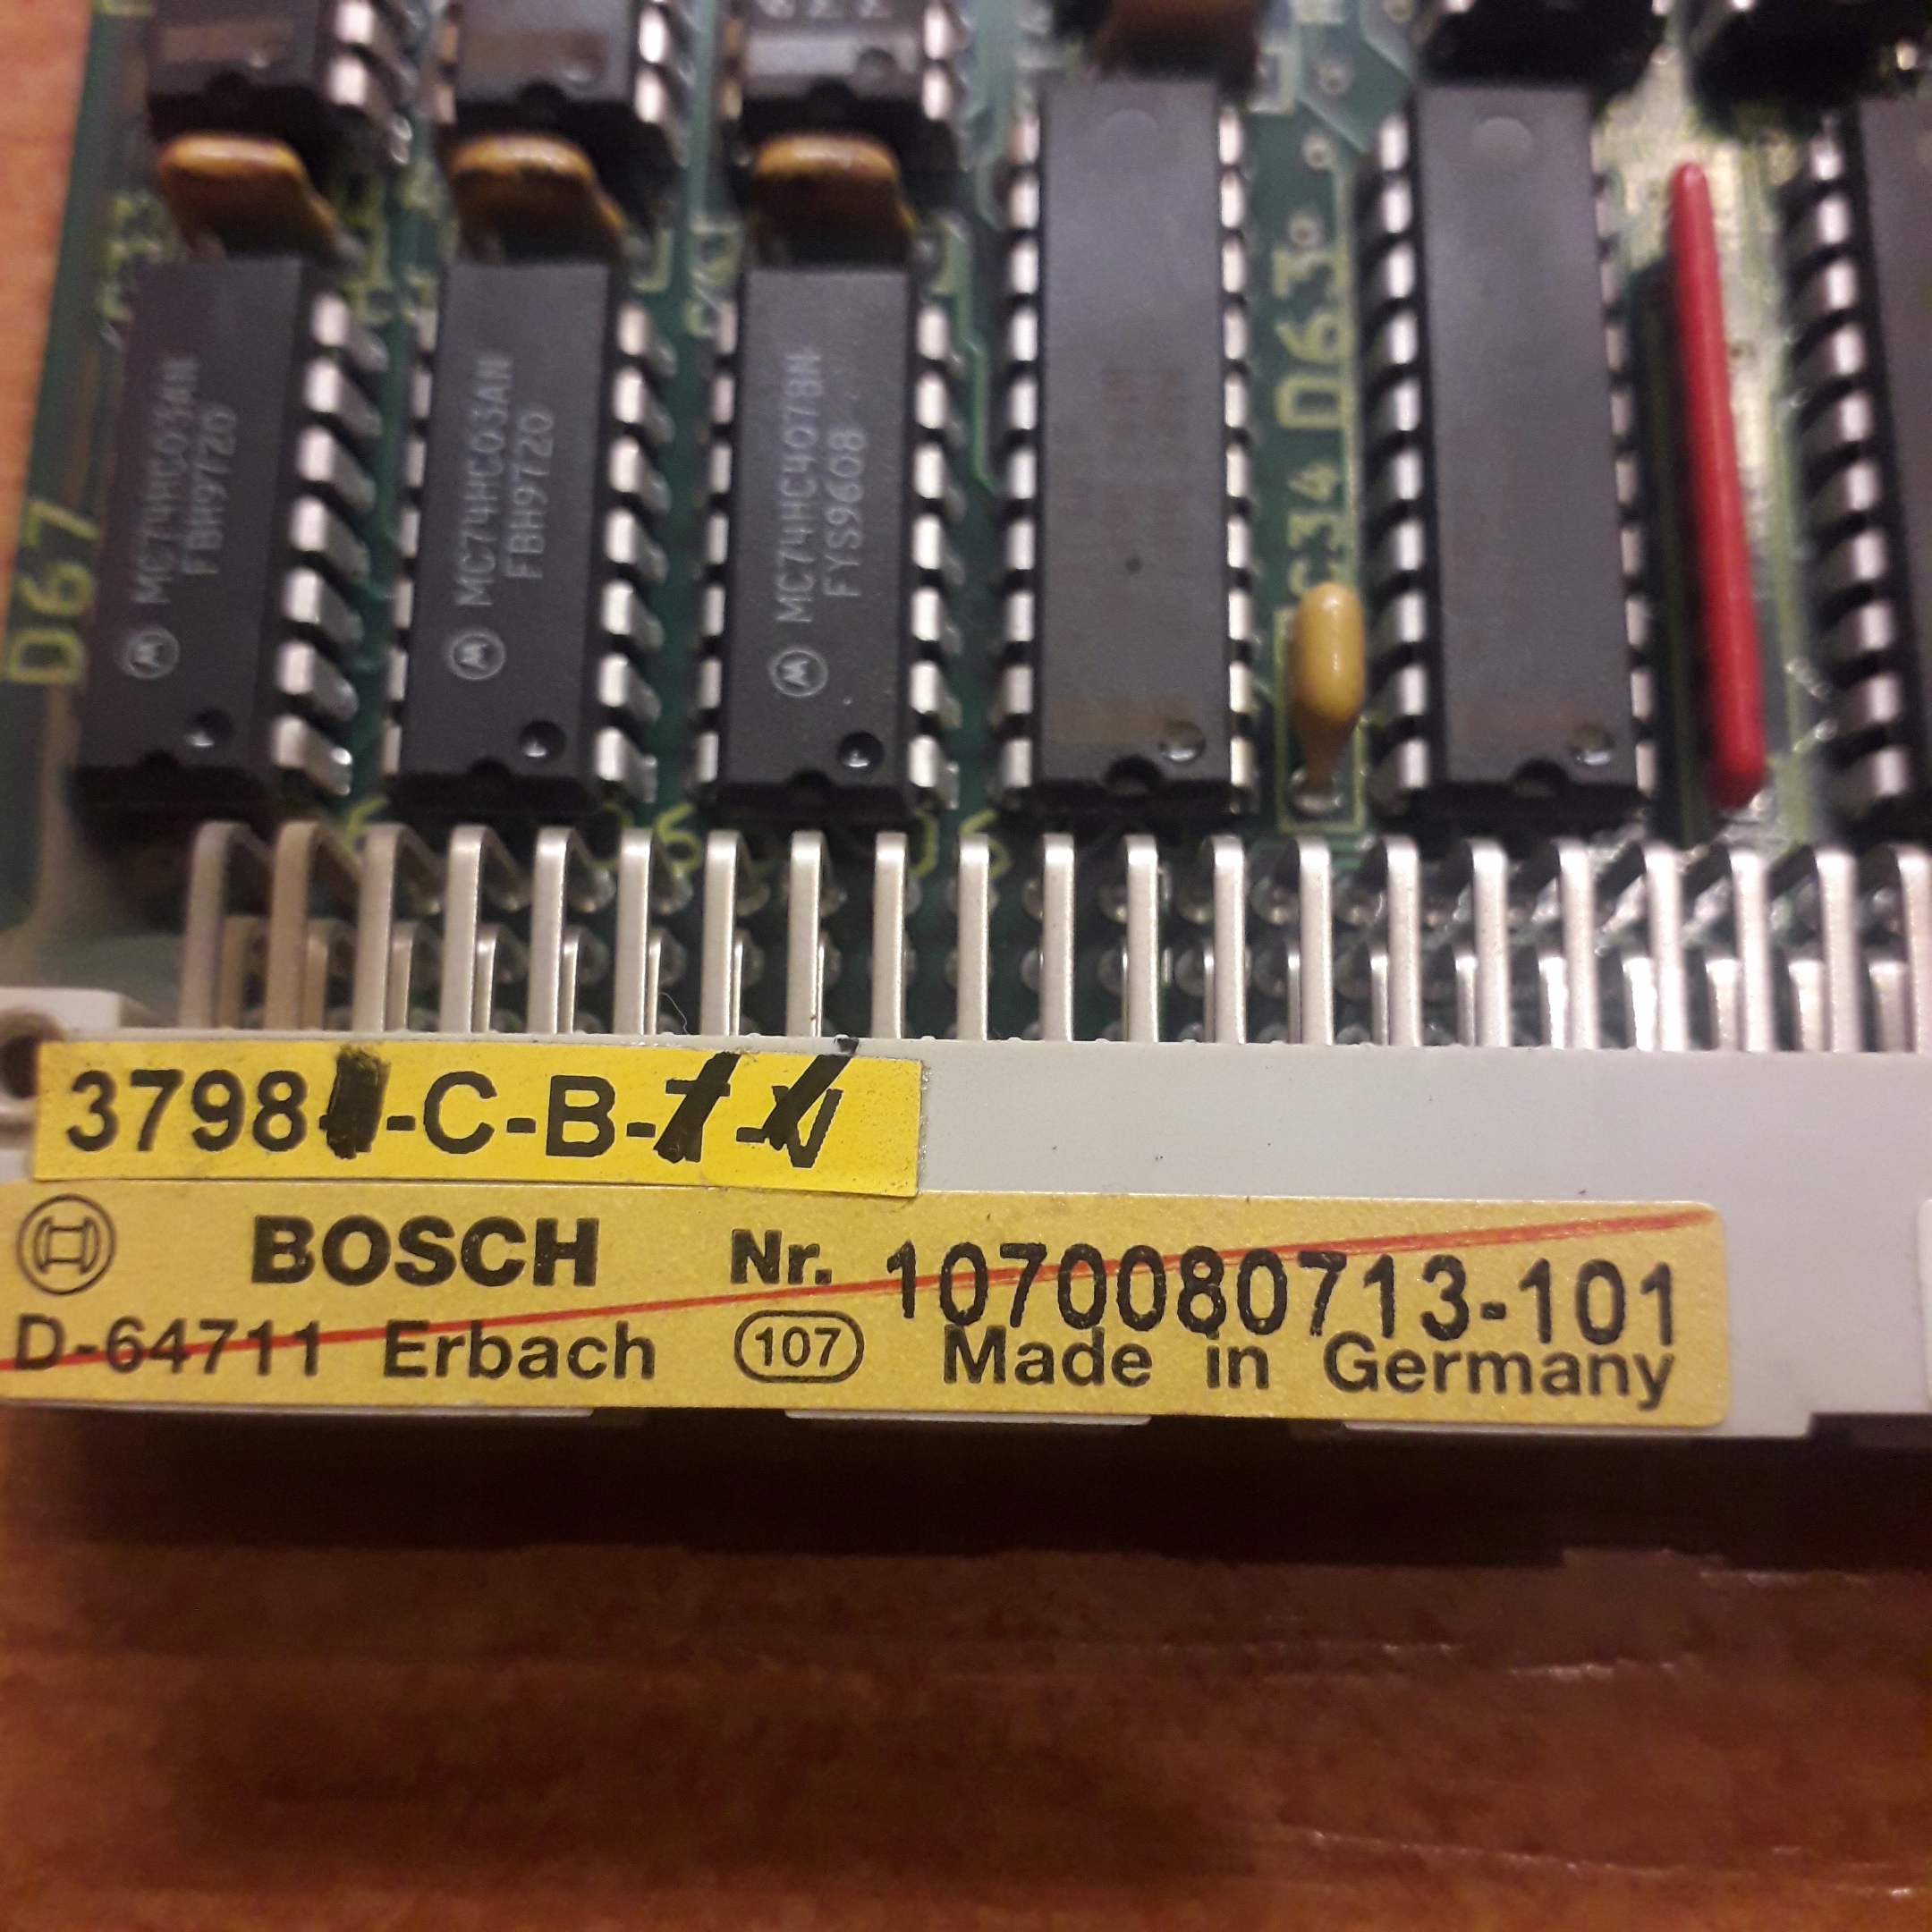 D67
MC74HC03AN
FBH9720
MC74HC03AN
FBH9720
MC74HC4078N
FYS9608
C34 D63
3798-C-B-
BOSCH Nr. 1070080713-101
D-64711 Erbach 107 Made in Germany